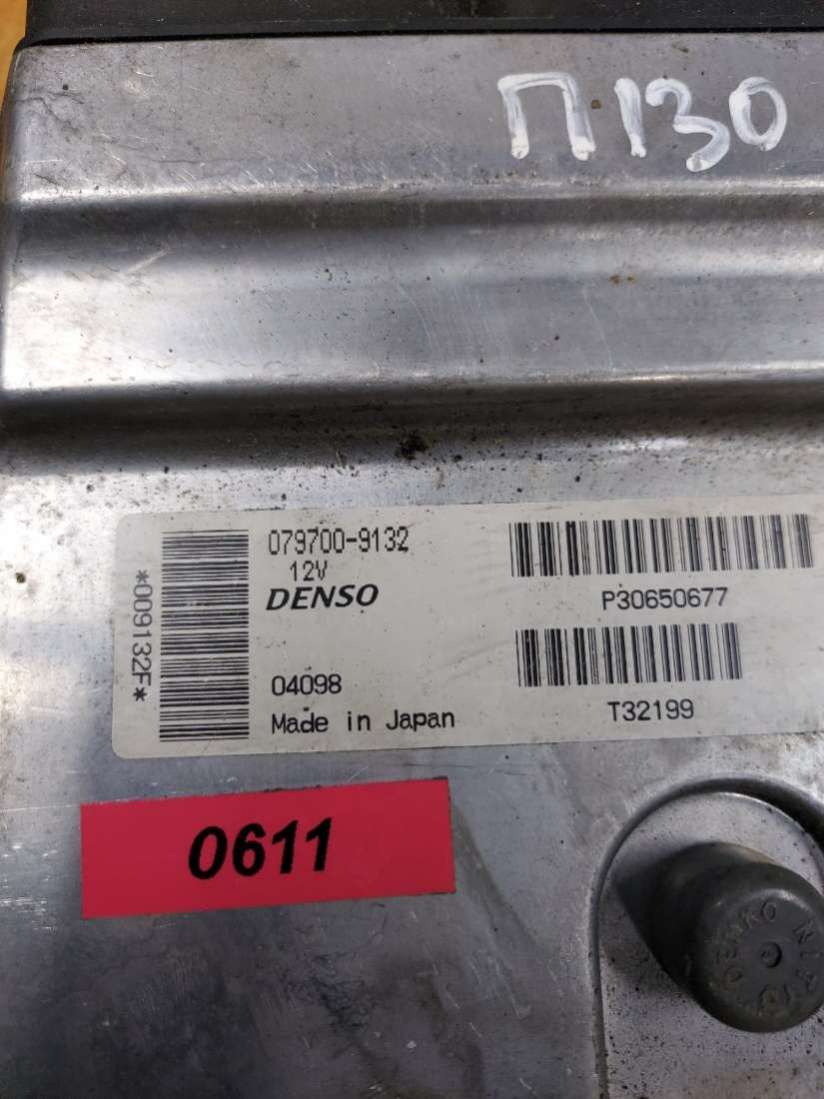 П130
079700-9132
12V
DENSO
*009132F*
P30650677
04098
Made in Japan
T32199
0611